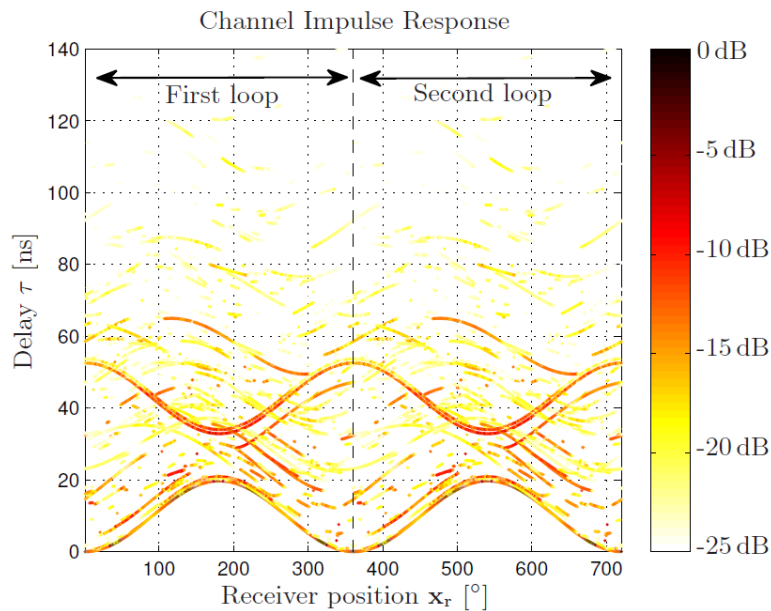 Channel Impulse Response
140
120
100
80
60
40
20
0
Delay τ [ns]
First loop
Second loop
100 200 300 400 500 600 700
Receiver position xᵣ [°]
0 dB
-5 dB
-10 dB
-15 dB
-20 dB
-25 dB